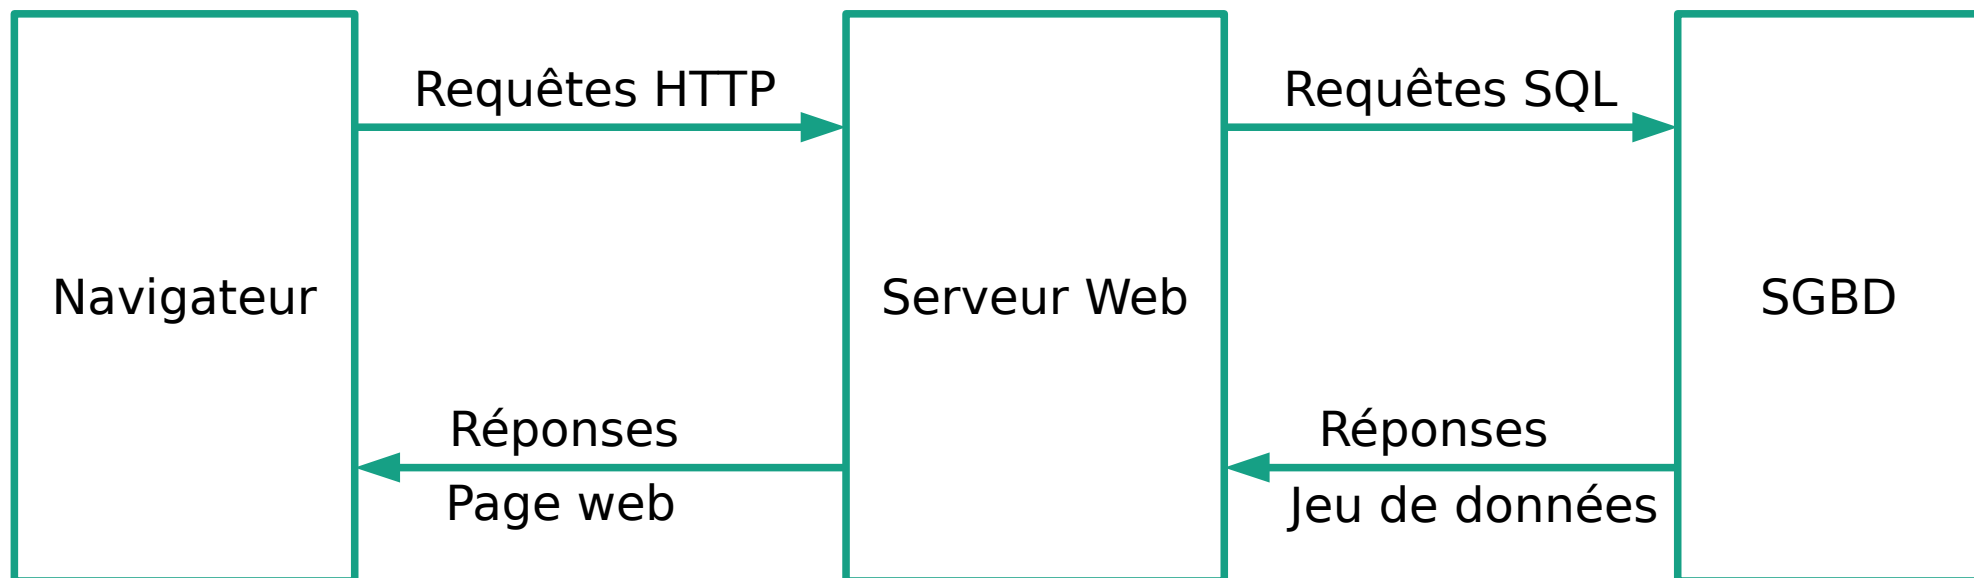 Requêtes HTTP
Requêtes SQL
Navigateur
Serveur Web
SGBD
Réponses
Page web
Réponses
Jeu de données